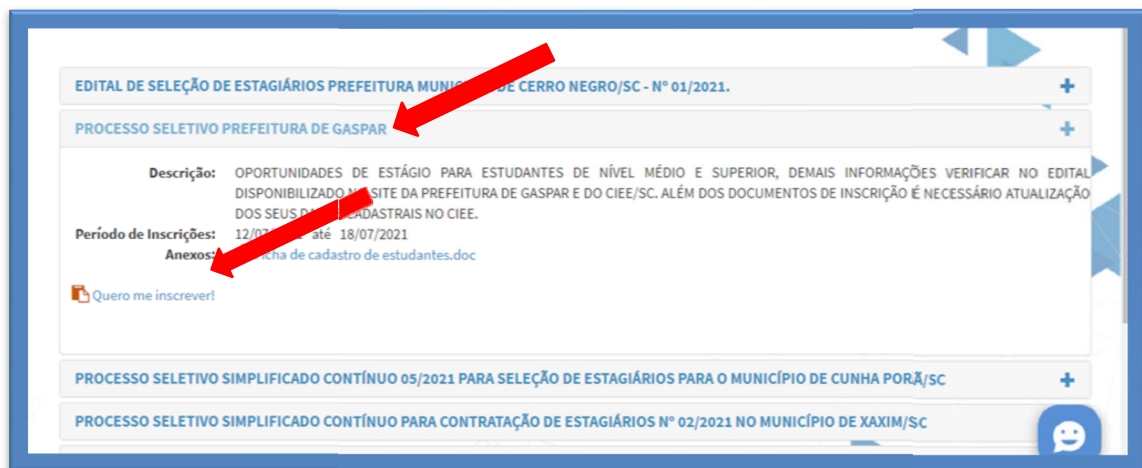 EDITAL DE SELEÇÃO DE ESTAGIÁRIOS PREFEITURA DE CERRO NEGRO/SC - Nº 01/2021.
PROCESSO SELETIVO PREFEITURA DE GASPAR
Descrição: OPORTUNIDADES DE ESTÁGIO PARA ESTUDANTES DE NÍVEL MÉDIO E SUPERIOR, DEMAIS INFORMAÇÕES VERIFICAR NO EDITAL
DISPONIBILIZADO SITE DA PREFEITURA DE GASPAR E DO CIEE/SC. ALÉM DOS DOCUMENTOS DE INSCRIÇÃO É NECESSÁRIO ATUALIZAÇÃO
DOS SEUS CADASTRAIS NO CIEE.
Período de Inscrições: até 18/07/2021
Anexos: de cadastro de estudantes.doc
Quero me inscrever!
PROCESSO SELETIVO SIMPLIFICADO CONTÍNUO 05/2021 PARA SELEÇÃO DE ESTAGIÁRIOS PARA O MUNICÍPIO DE CUNHA PORÃ/SC
PROCESSO SELETIVO SIMPLIFICADO CONTÍNUO PARA CONTRATAÇÃO DE ESTAGIÁRIOS Nº 02/2021 NO MUNICÍPIO DE XAXIM/SC